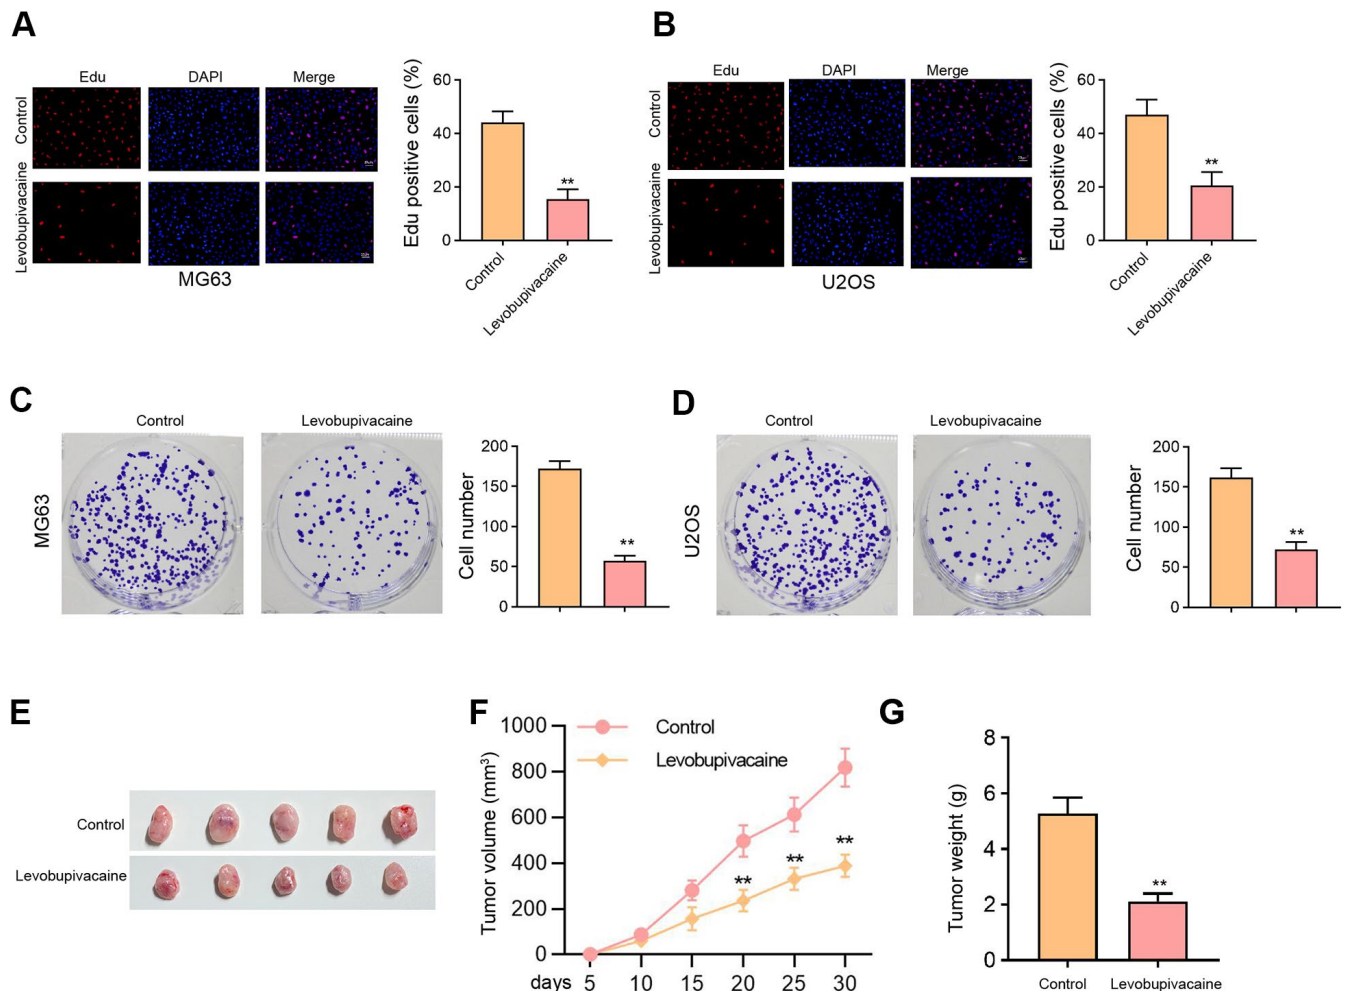 A
Edu DAPI Merge
Control
Levobupivacaine
MG63
Edu positive cells (%)
60
40
20
0
**
Control
Levobupivacaine
B
Edu DAPI Merge
Control
Levobupivacaine
U2OS
Edu positive cells (%)
60
40
20
0
**
Control
Levobupivacaine
C
Control Levobupivacaine
MG63
Cell number
200
150
100
50
0
**
D
Control Levobupivacaine
U2OS
Cell number
200
150
100
50
0
**
E
Control
Levobupivacaine
F
Control
Levobupivacaine
Tumor volume (mm³)
1000
800
600
400
200
0
** ** **
days 5 10 15 20 25 30
G
Tumor weight (g)
8
6
4
2
0
**
Control Levobupivacaine